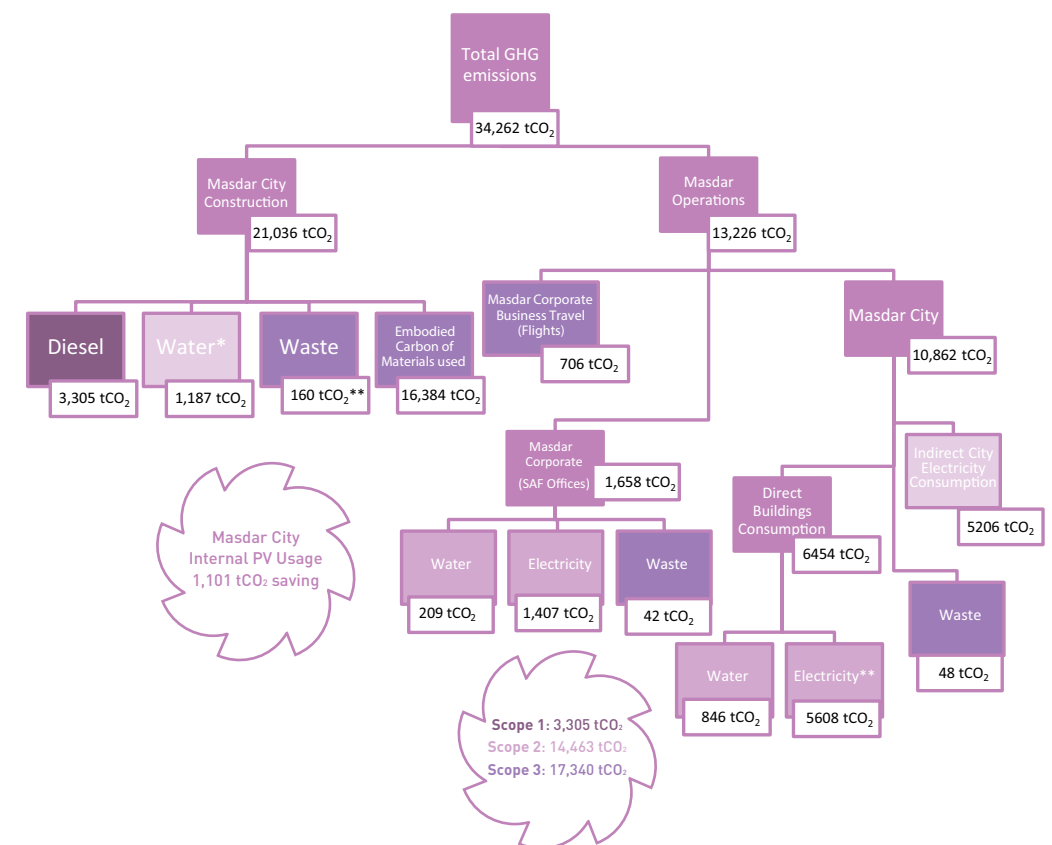 Total GHG
emissions
34,262 tCO₂
Masdar City
Construction
21,036 tCO₂
Masdar
Operations
13,226 tCO₂
Diesel
3,305 tCO₂
Water*
1,187 tCO₂
Waste
160 tCO₂**
Embodied
Carbon of
Materials used
16,384 tCO₂
Masdar Corporate
Business Travel
(Flights)
706 tCO₂
Masdar City
10,862 tCO₂
Masdar
Corporate
(SAF Offices)
1,658 tCO₂
Indirect City
Electricity
Consumption
5206 tCO₂
Direct
Buildings
Consumption
6454 tCO₂
Masdar City
Internal PV Usage
1,101 tCO₂ saving
Water
209 tCO₂
Electricity
1,407 tCO₂
Waste
42 tCO₂
Waste
48 tCO₂
Water
846 tCO₂
Electricity**
5608 tCO₂
Scope 1: 3,305 tCO₂
Scope 2: 14,463 tCO₂
Scope 3: 17,340 tCO₂